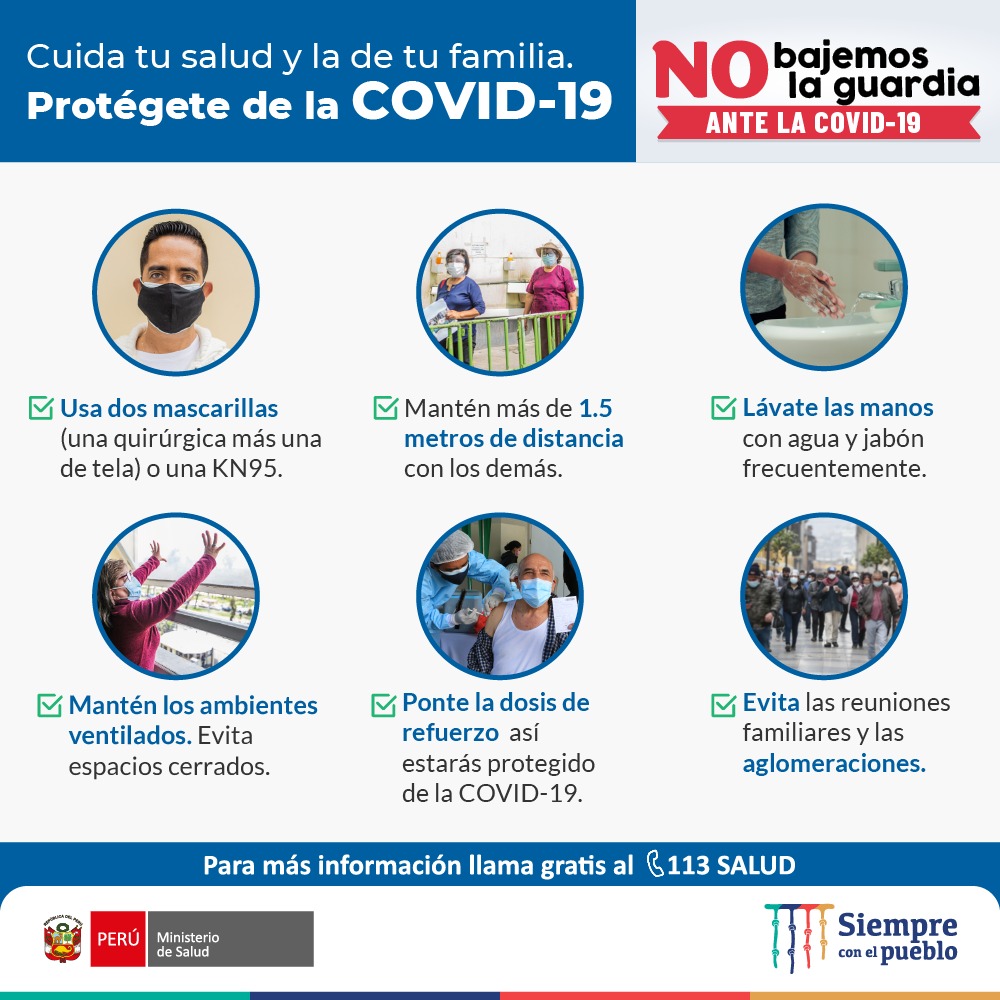 Cuida tu salud y la de tu familia.
Protégete de la COVID-19
NO bajemos
la guardia
ANTE LA COVID-19
Usa dos mascarillas
(una quirúrgica más una
de tela) o una KN95.
Mantén más de 1.5
metros de distancia
con los demás.
Lávate las manos
con agua y jabón
frecuentemente.
Mantén los ambientes
ventilados. Evita
espacios cerrados.
Ponte la dosis de
refuerzo así
estarás protegido
de la COVID-19.
Evita las reuniones
familiares y las
aglomeraciones.
Para más información llama gratis al 113 SALUD
REPÚBLICA DEL PERÚ
PERÚ
Ministerio
de Salud
Siempre
con el pueblo